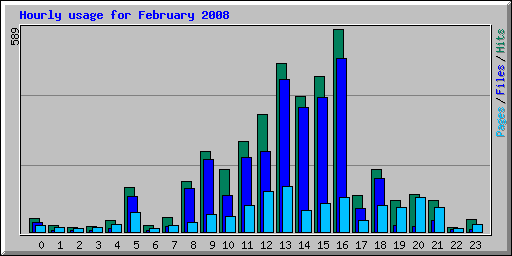 Hourly usage for February 2008
589
Pages / Files / Hits
0 1 2 3 4 5 6 7 8 9 10 11 12 13 14 15 16 17 18 19 20 21 22 23